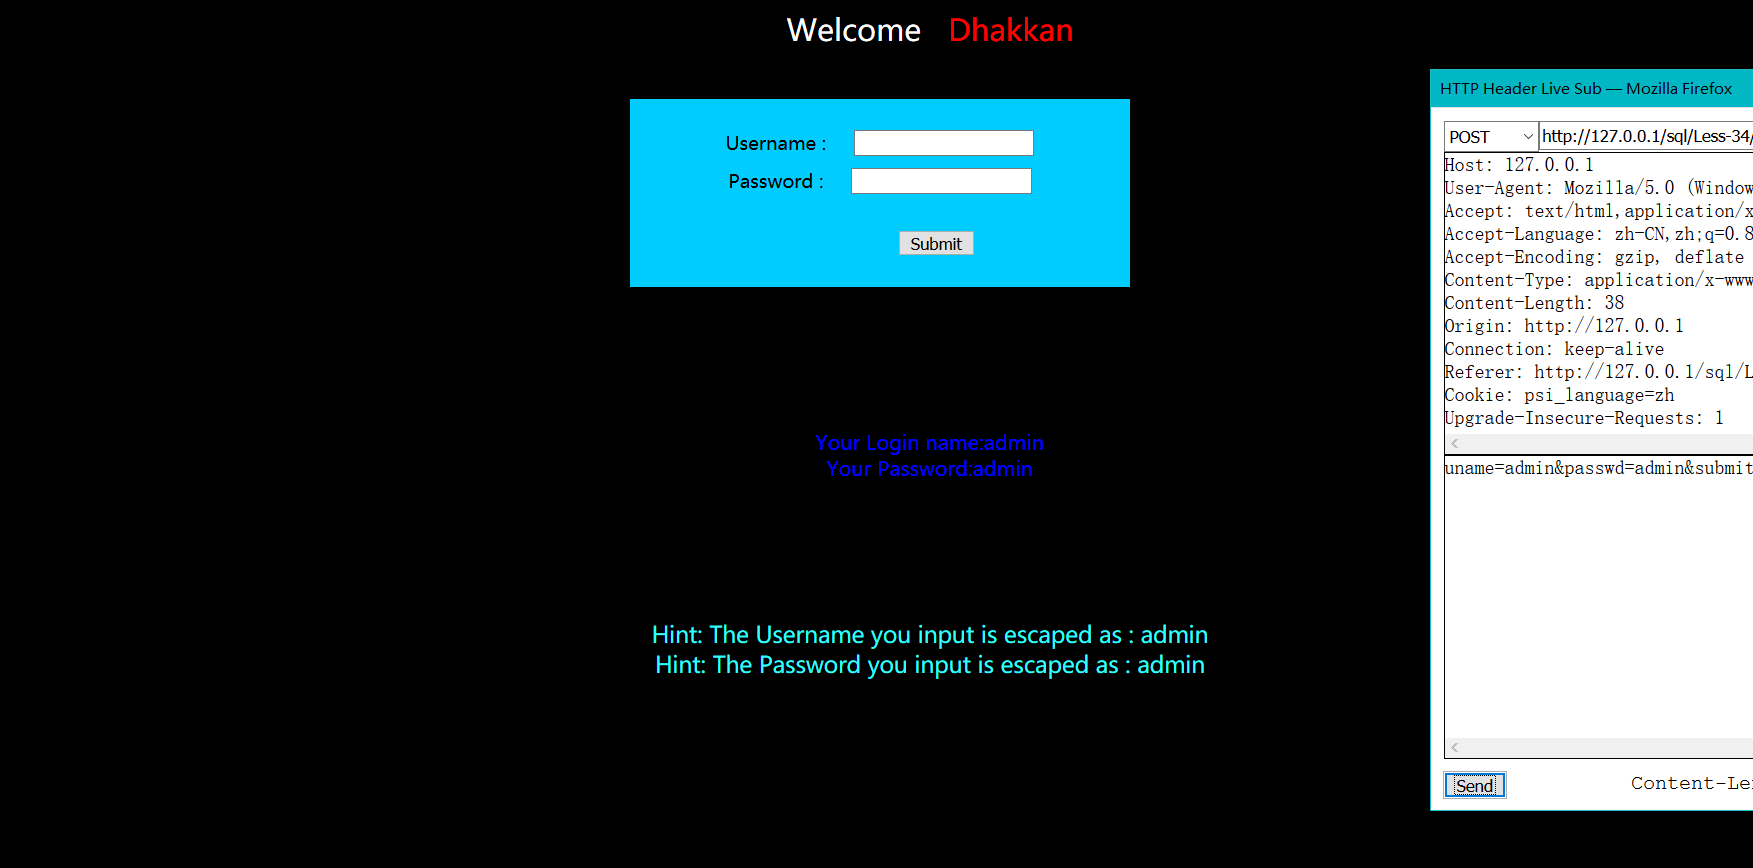 Welcome Dhakkan
Username :
Password :
Submit
Your Login name:admin
Your Password:admin
Hint: The Username you input is escaped as : admin
Hint: The Password you input is escaped as : admin
HTTP Header Live Sub — Mozilla Firefox
POST http://127.0.0.1/sql/Less-34/
Host: 127.0.0.1
User-Agent: Mozilla/5.0 (Window
Accept: text/html,application/x
Accept-Language: zh-CN,zh;q=0.8
Accept-Encoding: gzip, deflate
Content-Type: application/x-www
Content-Length: 38
Origin: http://127.0.0.1
Connection: keep-alive
Referer: http://127.0.0.1/sql/L
Cookie: psi_language=zh
Upgrade-Insecure-Requests: 1
uname=admin&passwd=admin&submit
Send Content-Le